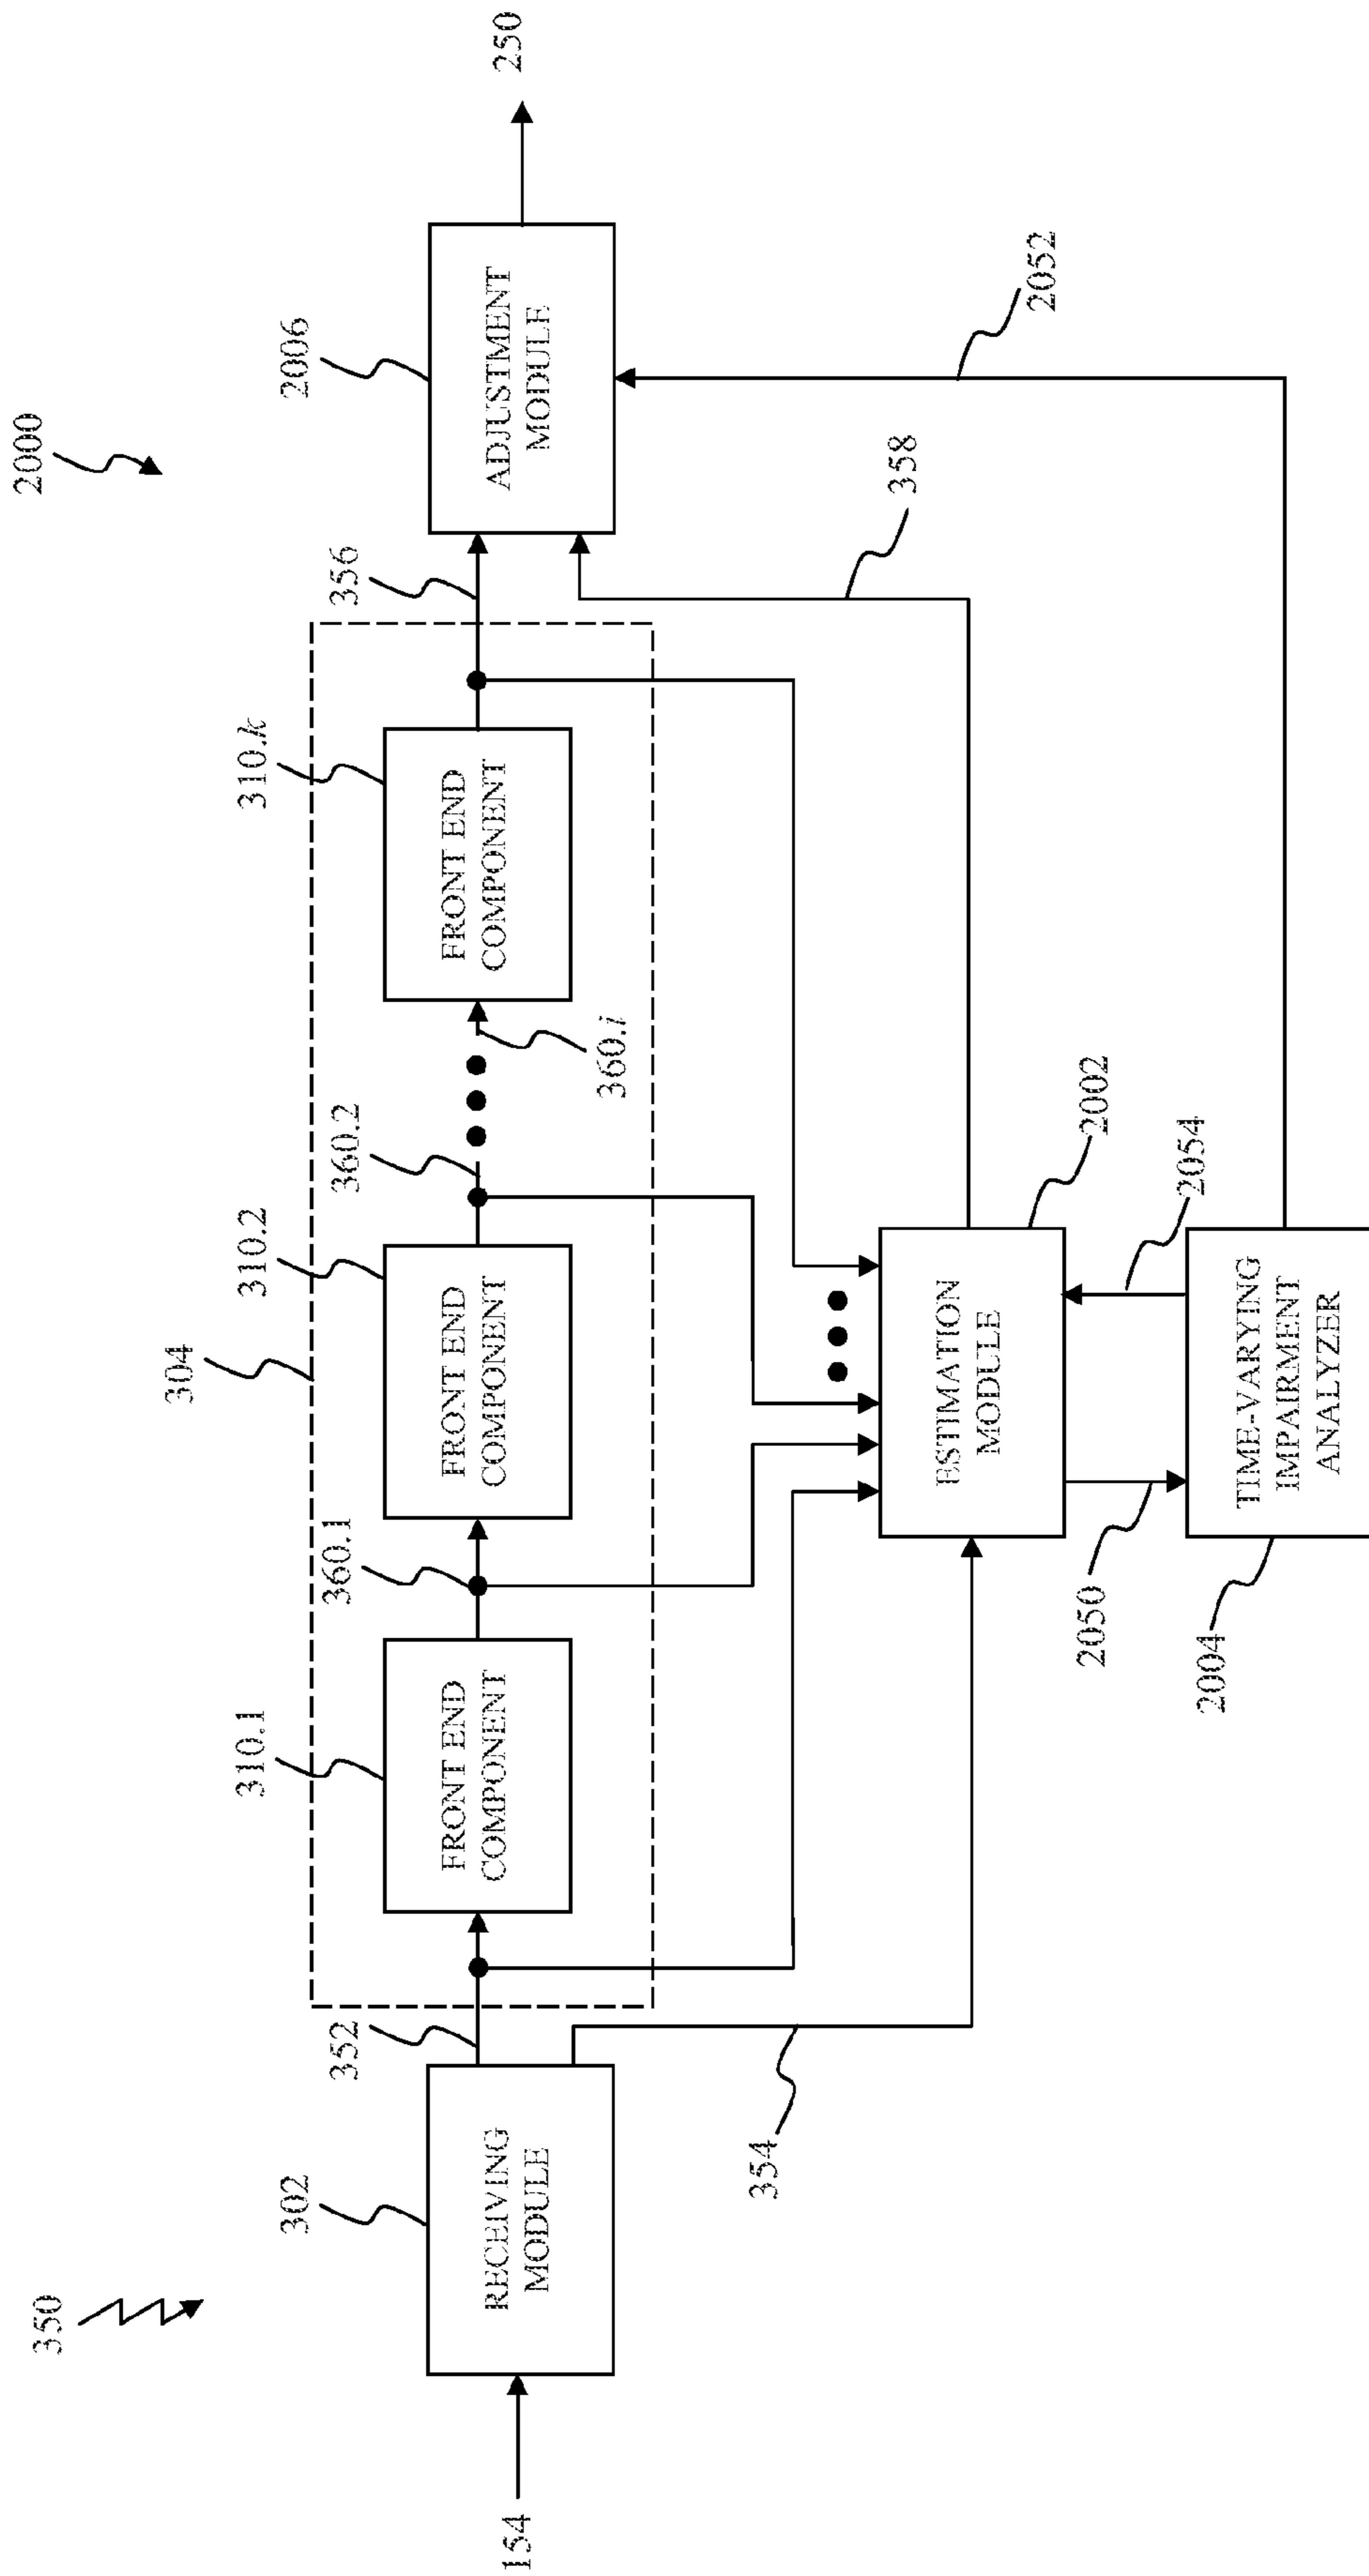 2000
350
154
RECEIVING
MODULE
302
352
354
304
FRONT END
COMPONENT
310.1
360.1
FRONT END
COMPONENT
310.2
360.2
360.i
FRONT END
COMPONENT
310.k
356
ADJUSTMENT
MODULE
2006
250
358
2052
ESTIMATION
MODULE
2002
2050
2054
TIME-VARYING
IMPAIRMENT
ANALYZER
2004